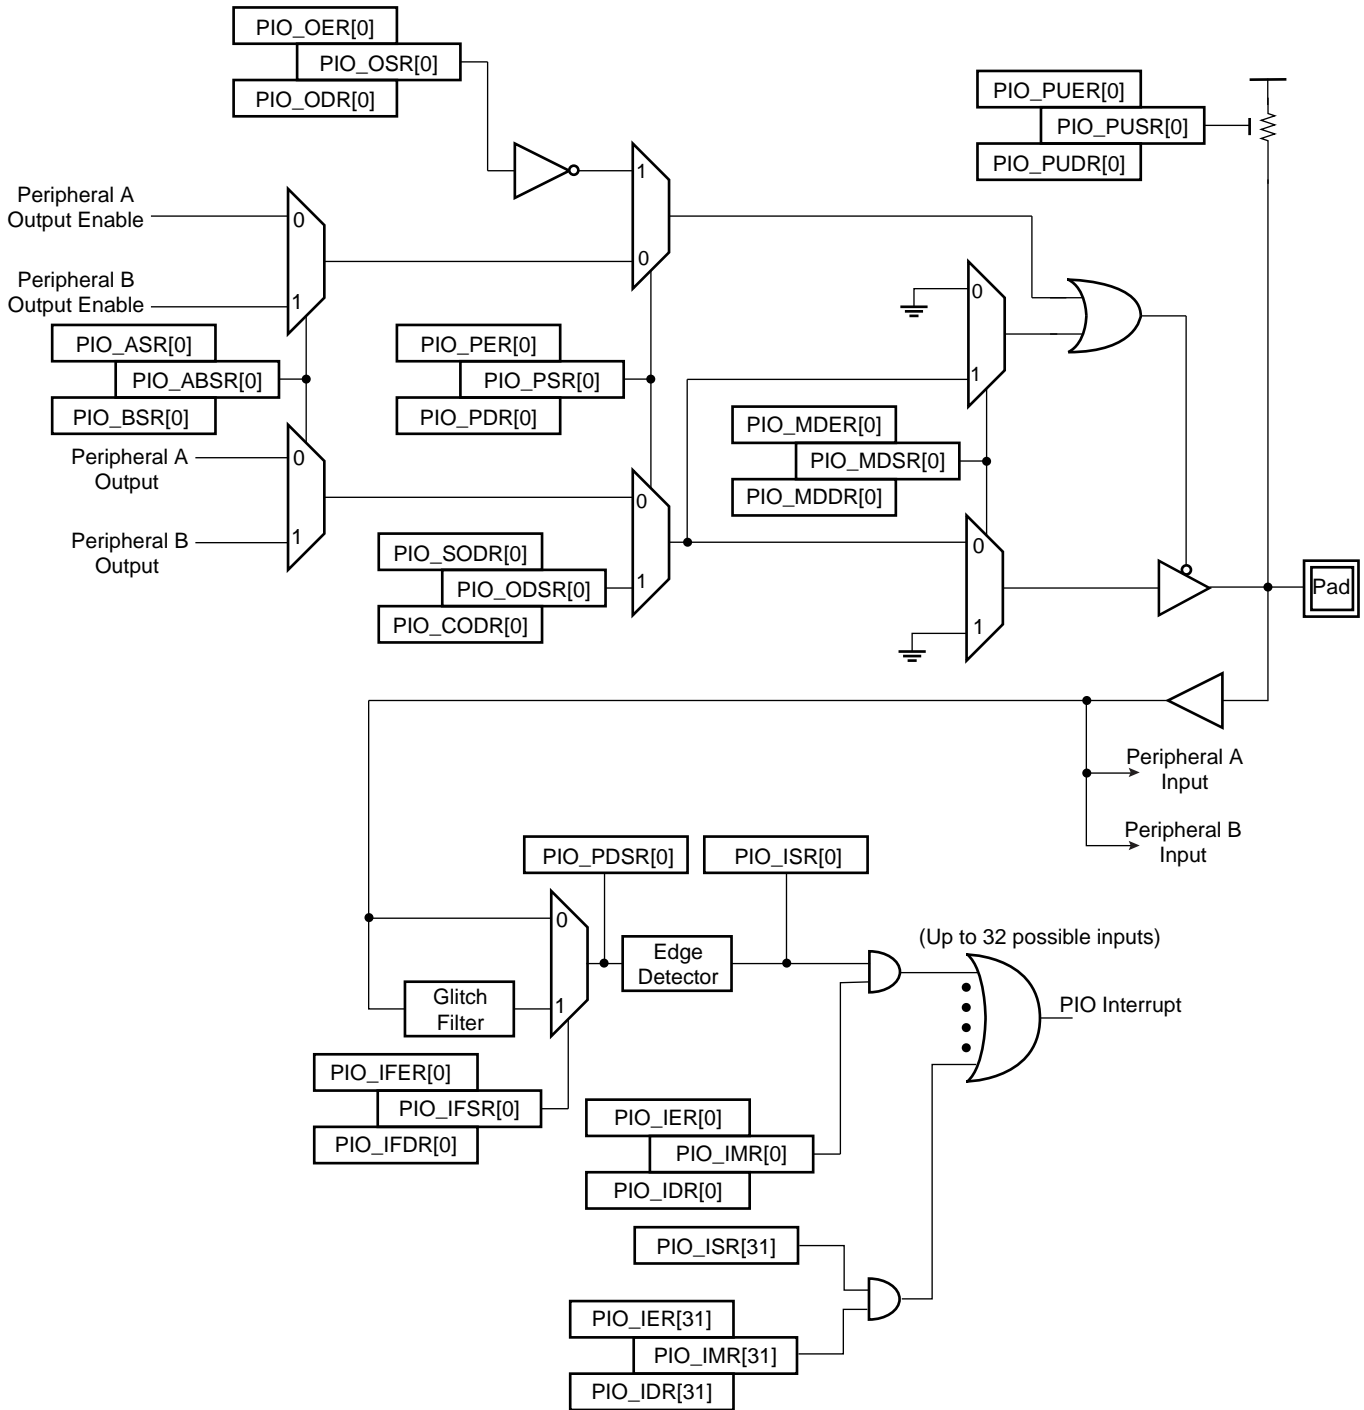 PIO_OER[0]
PIO_OSR[0]
PIO_ODR[0]
PIO_PUER[0]
PIO_PUSR[0]
PIO_PUDR[0]
1
0
Peripheral A
Output Enable
0
Peripheral B
Output Enable
1
PIO_ASR[0]
PIO_ABSR[0]
PIO_BSR[0]
PIO_PER[0]
PIO_PSR[0]
PIO_PDR[0]
0
1
PIO_MDER[0]
PIO_MDSR[0]
PIO_MDDR[0]
Peripheral A
Output
0
Peripheral B
Output
1
0
1
PIO_SODR[0]
PIO_ODSR[0]
PIO_CODR[0]
0
1
Pad
Peripheral A
Input
Peripheral B
Input
PIO_PDSR[0]
PIO_ISR[0]
0
1
Glitch
Filter
Edge
Detector
(Up to 32 possible inputs)
PIO Interrupt
PIO_IFER[0]
PIO_IFSR[0]
PIO_IFDR[0]
PIO_IER[0]
PIO_IMR[0]
PIO_IDR[0]
PIO_ISR[31]
PIO_IER[31]
PIO_IMR[31]
PIO_IDR[31]